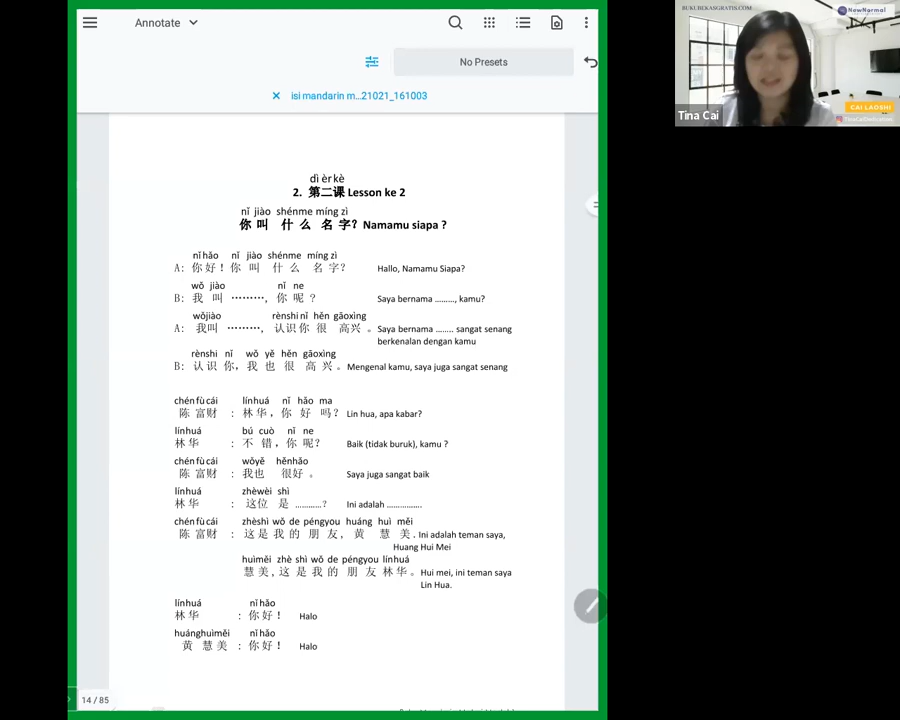 Annotate
No Presets
isi mandarin m...21021_161003
dì èr kè
2. 第二课 Lesson ke 2
nǐ jiào shénme míng zì
你 叫 什 么 名 字? Namamu siapa ?
nǐ hǎo nǐ jiào shénme míng zì
A: 你 好 ! 你 叫 什 么 名 字? Hallo, Namamu Siapa?
wǒ jiào nǐ ne
B: 我 叫 ………, 你 呢 ? Saya bernama ………, kamu?
wǒjiào rènshi nǐ hěn gāoxìng
A: 我叫 ………, 认识你 很 高兴 。 Saya bernama …….. sangat senang
berkenalan dengan kamu
rènshi nǐ wǒ yě hěn gāoxìng
B: 认 识 你, 我 也 很 高 兴 。 Mengenal kamu, saya juga sangat senang
chén fù cái línhuá nǐ hǎo ma
陈 富财 : 林 华 , 你 好 吗? Lin hua, apa kabar?
línhuá bú cuò nǐ ne
林 华 : 不 错 , 你 呢? Baik (tidak buruk), kamu ?
chén fù cái wǒyě hěnhǎo
陈 富财 : 我也 很好 。 Saya juga sangat baik
línhuá zhèwèi shì
林 华 : 这位 是 …………? Ini adalah ……………
chén fù cái zhèshì wǒ de péngyou huáng huì měi
陈 富财 : 这 是 我 的 朋 友, 黄 慧 美 . Ini adalah teman saya,
Huang Hui Mei
huìměi zhè shì wǒ de péngyou línhuá
慧 美 , 这 是 我 的 朋 友 林 华 。 Hui mei, ini teman saya
Lin Hua.
línhuá nǐ hǎo
林 华 : 你 好 ! Halo
huánghuìměi nǐ hǎo
黄 慧 美 : 你 好 ! Halo
14 / 85
BUKUBEKASGRATIS.COM
NewNormal
CAI LAOSHI
Tina Cai